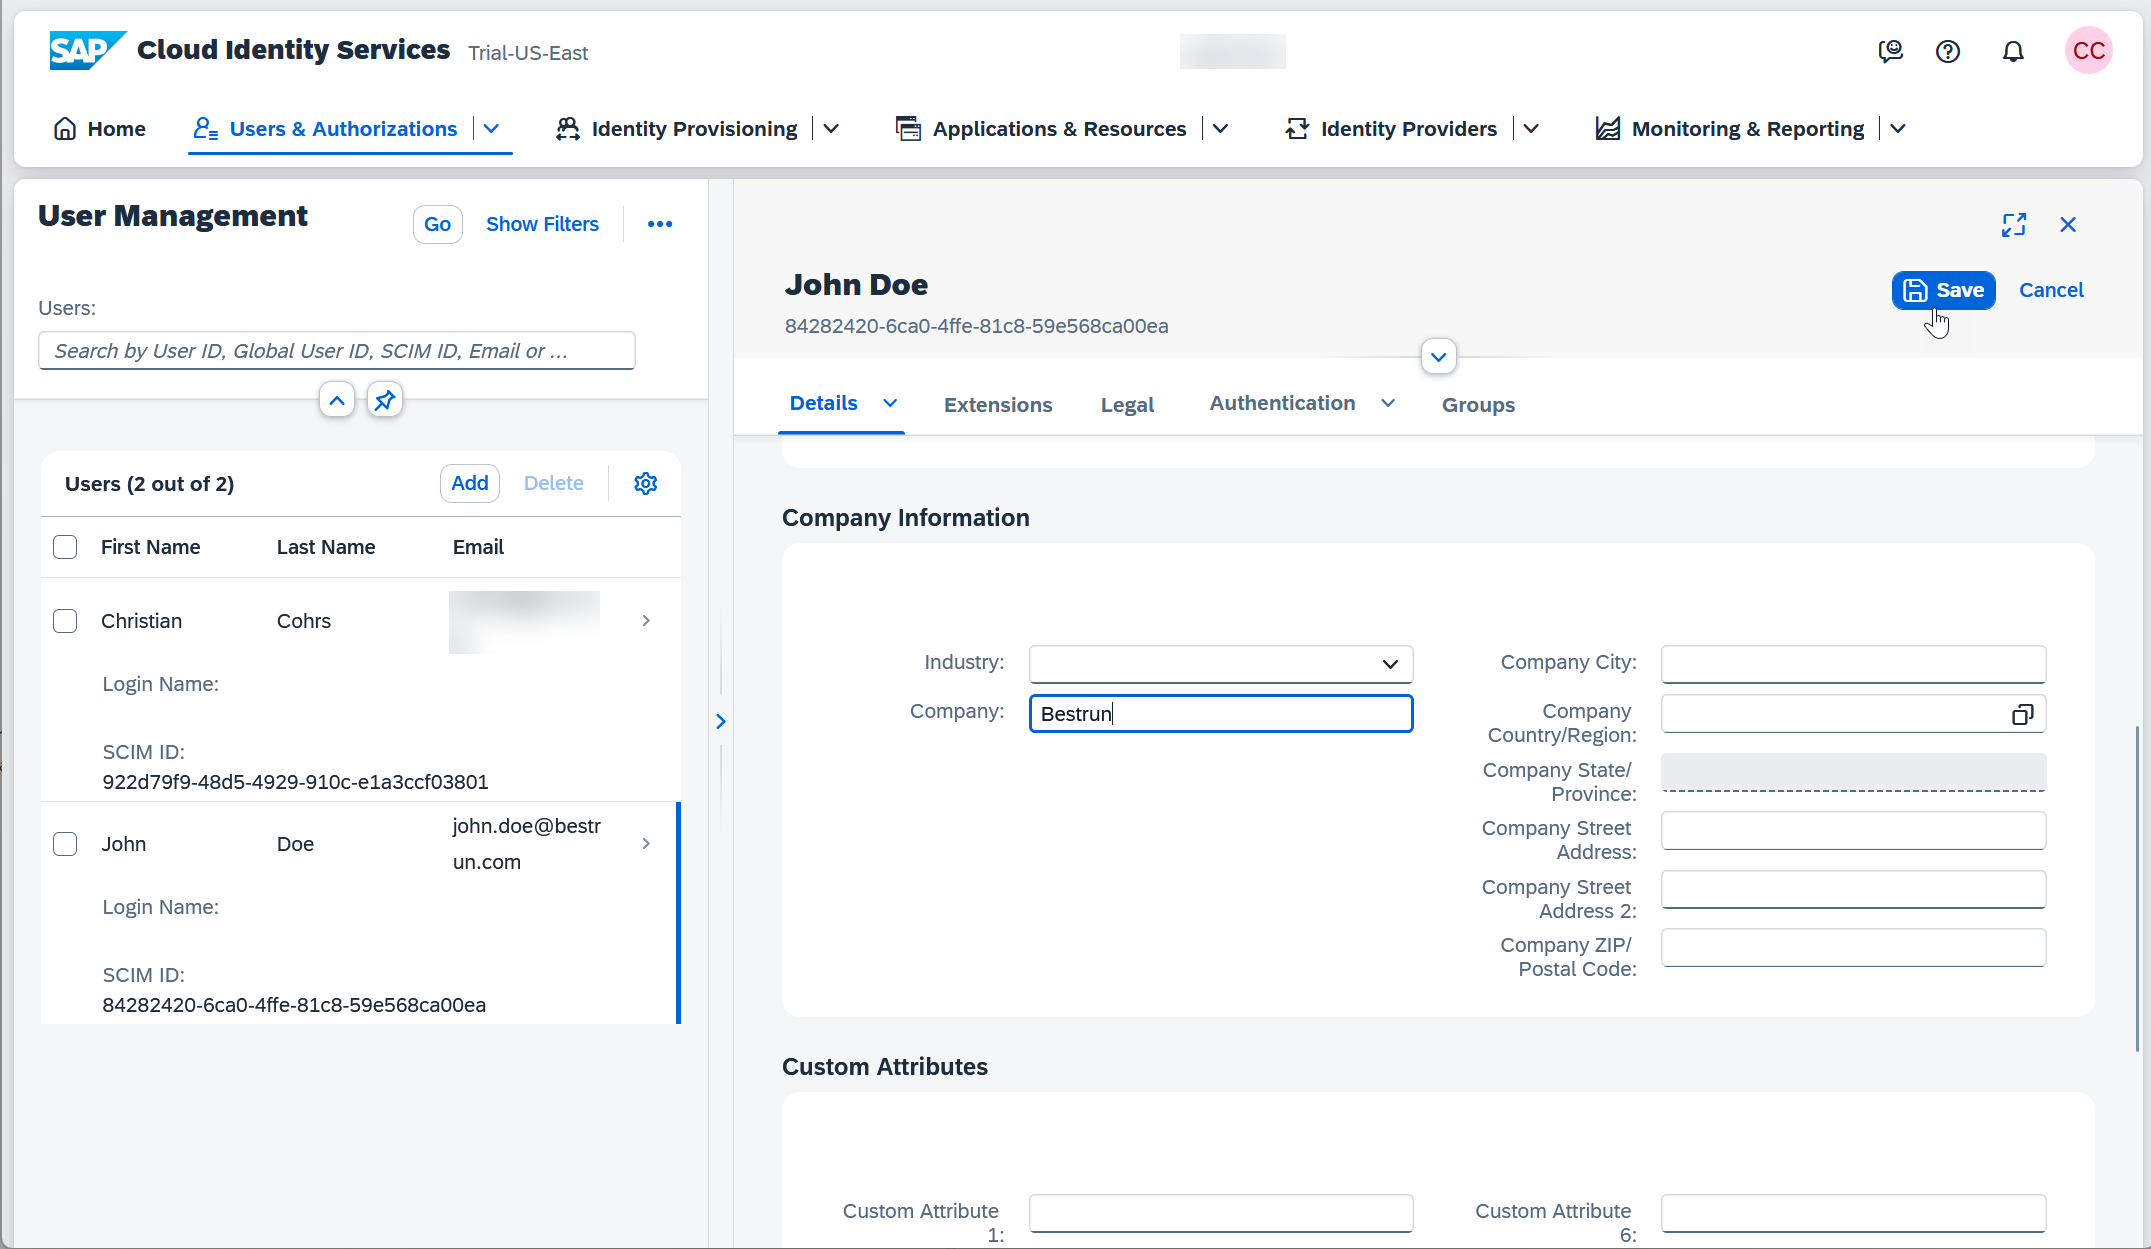 SAP Cloud Identity Services Trial-US-East
CC
Home Users & Authorizations Identity Provisioning Applications & Resources Identity Providers Monitoring & Reporting
User Management Go Show Filters
Users:
Search by User ID, Global User ID, SCIM ID, Email or ...
Users (2 out of 2) Add Delete
First Name Last Name Email
Christian Cohrs
Login Name:
SCIM ID:
922d79f9-48d5-4929-910c-e1a3ccf03801
John Doe john.doe@bestr
un.com
Login Name:
SCIM ID:
84282420-6ca0-4ffe-81c8-59e568ca00ea
John Doe
84282420-6ca0-4ffe-81c8-59e568ca00ea
Save Cancel
Details Extensions Legal Authentication Groups
Company Information
Industry:
Company: Bestrun
Company City:
Company
Country/Region:
Company State/
Province:
Company Street
Address:
Company Street
Address 2:
Company ZIP/
Postal Code:
Custom Attributes
Custom Attribute
1:
Custom Attribute
6: